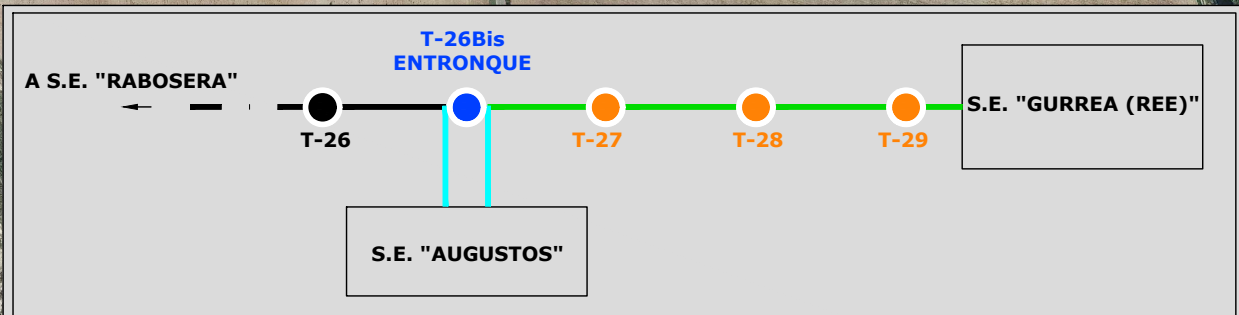 T-26Bis
ENTRONQUE
A S.E. "RABOSERA"
S.E. "GURREA (REE)"
T-26
T-27
T-28
T-29
S.E. "AUGUSTOS"